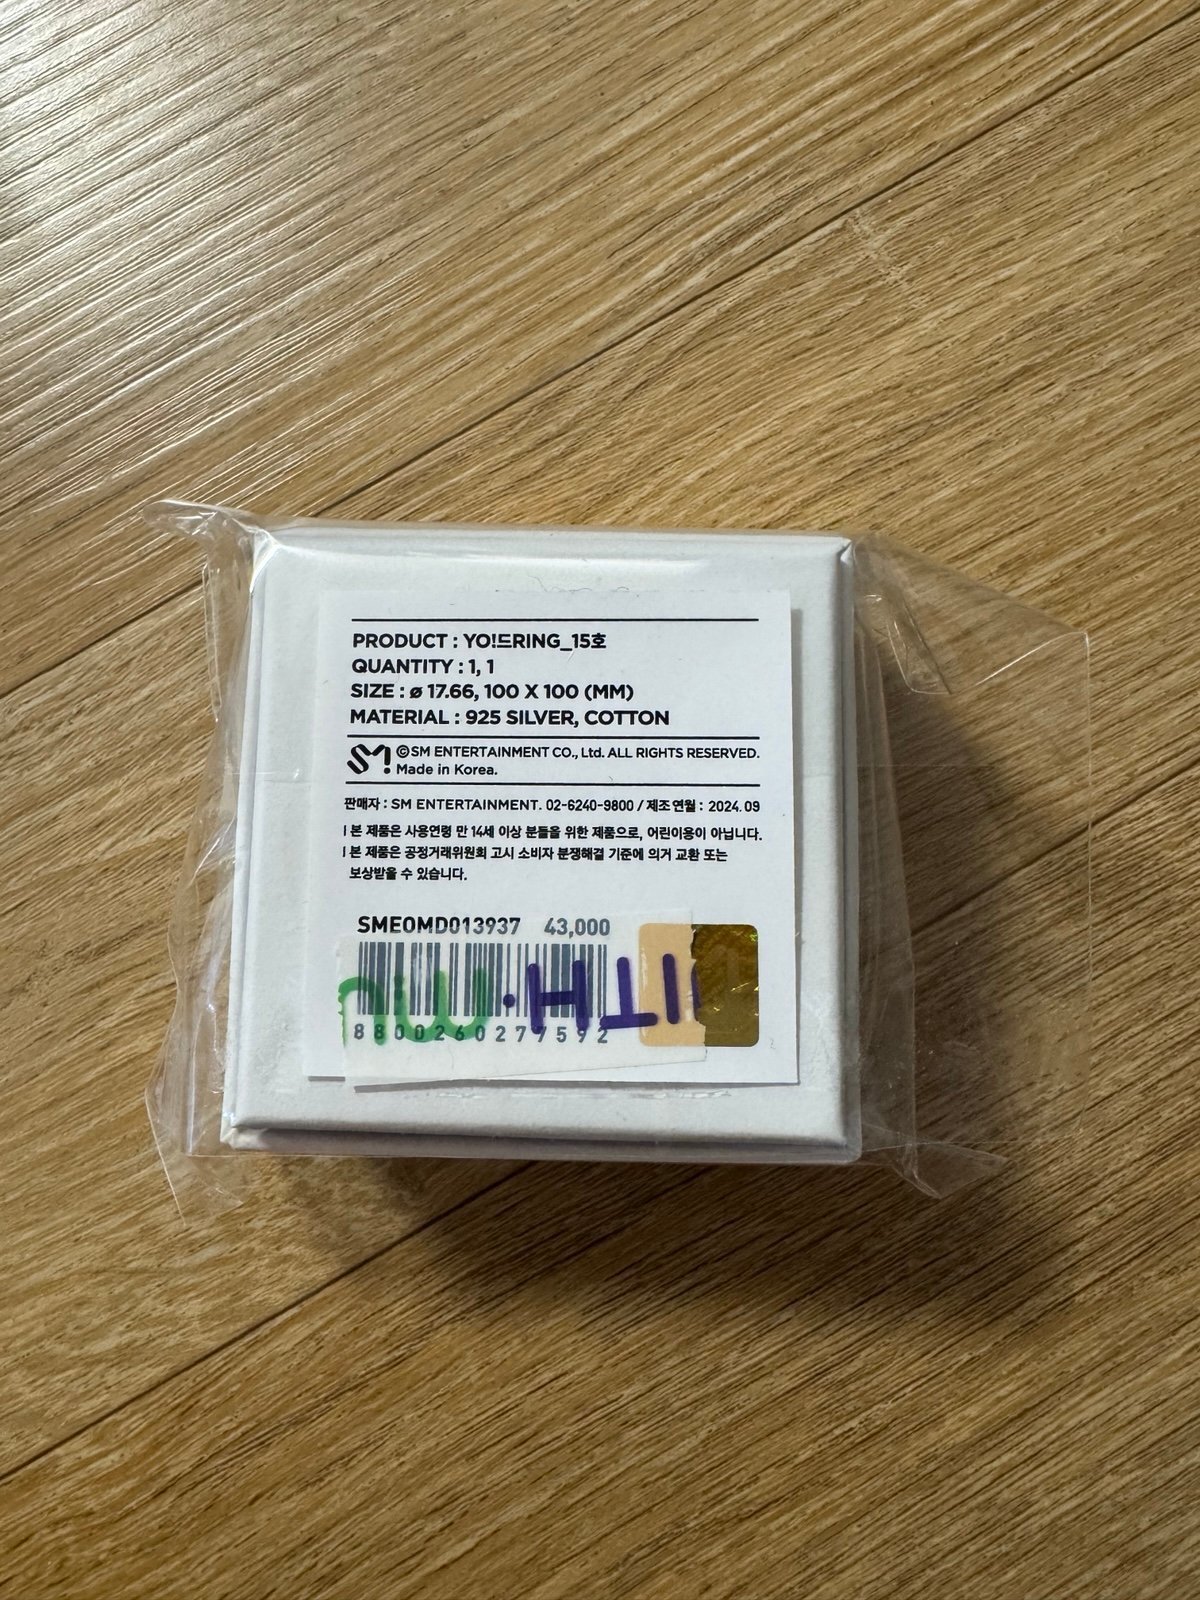 PRODUCT : YO!드RING_15호
QUANTITY : 1, 1
SIZE : ø 17.66, 100 X 100 (MM)
MATERIAL : 925 SILVER, COTTON
SM! ©SM ENTERTAINMENT CO., Ltd. ALL RIGHTS RESERVED.
Made in Korea.
판매자 : SM ENTERTAINMENT. 02-6240-9800 / 제조연월 : 2024. 09
l 본 제품은 사용연령 만 14세 이상 분들을 위한 제품으로, 어린이용이 아닙니다.
l 본 제품은 공정거래위원회 고시 소비자 분쟁해결 기준에 의거 교환 또는
보상받을 수 있습니다.
SMEOMD013937 43,000
8800260277592